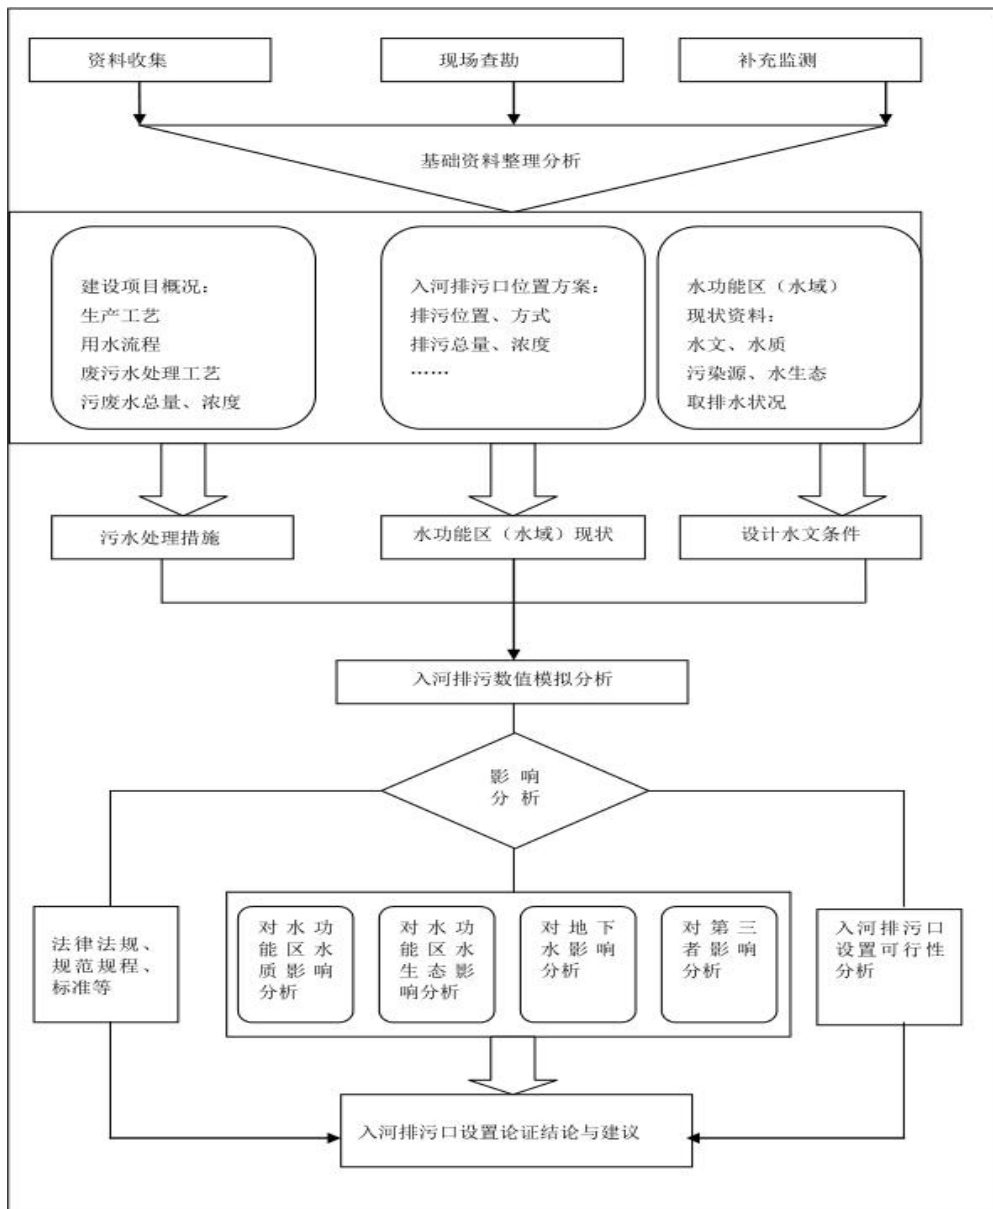 资料收集
现场查勘
补充监测
基础资料整理分析
建设项目概况：
生产工艺
用水流程
废污水处理工艺
污废水总量、浓度
入河排污口位置方案：
排污位置、方式
排污总量、浓度
……
水功能区（水域）
现状资料：
水文、水质
污染源、水生态
取排水状况
污水处理措施
水功能区（水域）现状
设计水文条件
入河排污数值模拟分析
影 响
分 析
法律法规、
规范规程、
标准等
对水功
能区水
质影响
分析
对水功
能区水
生态影
响分析
对地下
水影响
分析
对第三
者影响
分析
入河排污口
设置可行性
分析
入河排污口设置论证结论与建议